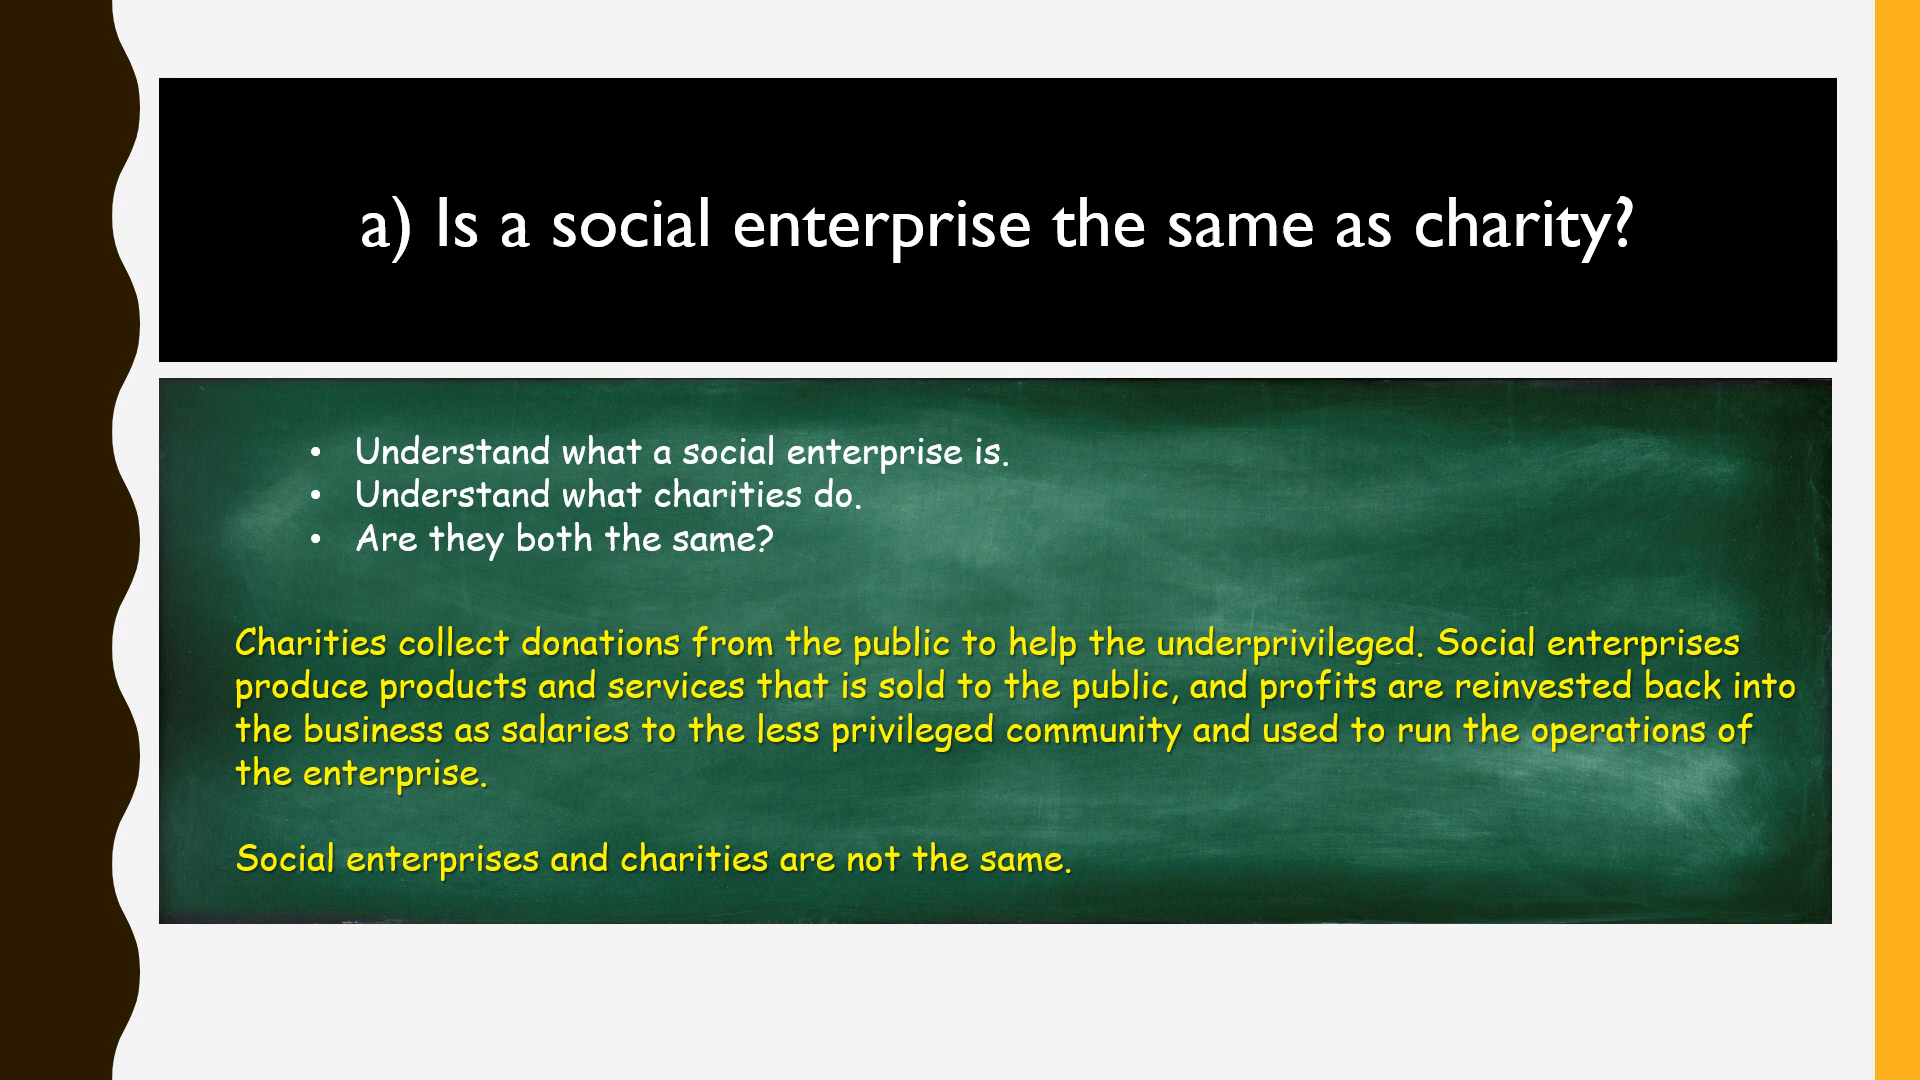 a) Is a social enterprise the same as charity?
• Understand what a social enterprise is.
• Understand what charities do.
• Are they both the same?
Charities collect donations from the public to help the underprivileged. Social enterprises
produce products and services that is sold to the public, and profits are reinvested back into
the business as salaries to the less privileged community and used to run the operations of
the enterprise.
Social enterprises and charities are not the same.